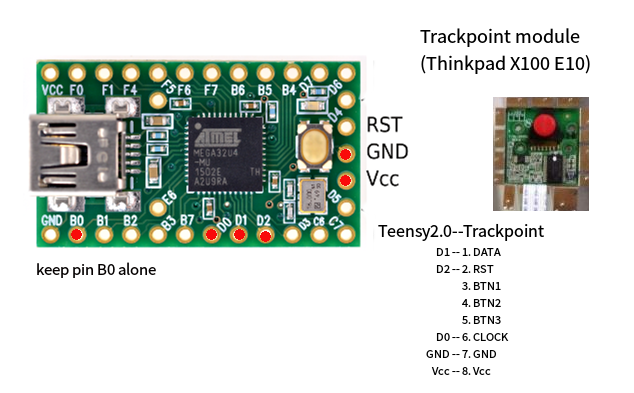 Trackpoint module
(Thinkpad X100 E10)
VCC F0 F1 F4 F5 F6 F7 B6 B5 B4 D7 D6
D4
RST
GND
Vcc
ATMEL
MEGA32U4
-MU
1502E TH
A2U9RA
E6 D5
GND B0 B1 B2 B3 B7 D0 D1 D2 D3 C6 C7
keep pin B0 alone
Teensy2.0--Trackpoint
D1 -- 1. DATA
D2 -- 2. RST
3. BTN1
4. BTN2
5. BTN3
D0 -- 6. CLOCK
GND -- 7. GND
Vcc -- 8. Vcc